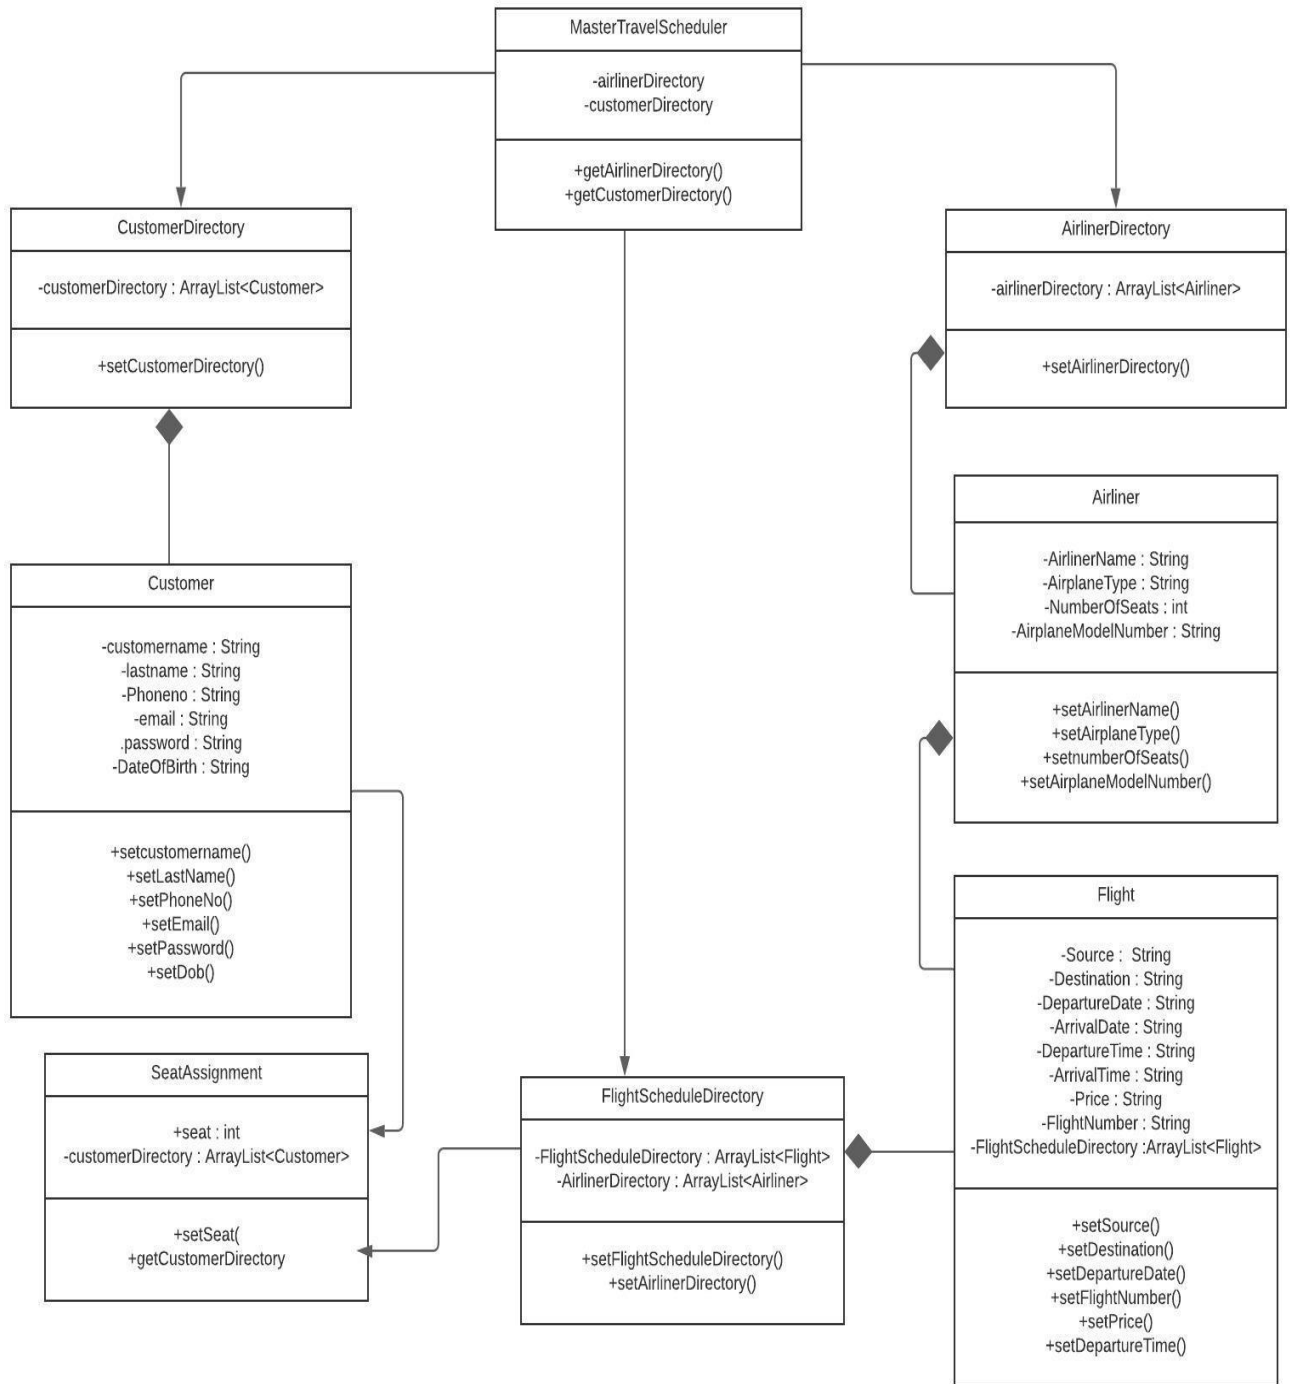 MasterTravelScheduler
-airlinerDirectory
-customerDirectory
+getAirlinerDirectory()
+getCustomerDirectory()
CustomerDirectory
-customerDirectory : ArrayList<Customer>
+setCustomerDirectory()
AirlinerDirectory
-airlinerDirectory : ArrayList<Airliner>
+setAirlinerDirectory()
Airliner
-AirlinerName : String
-AirplaneType : String
-NumberOfSeats : int
-AirplaneModelNumber : String
+setAirlinerName()
+setAirplaneType()
+setnumberOfSeats()
+setAirplaneModelNumber()
Customer
-customername : String
-lastname : String
-Phoneno : String
-email : String
.password : String
-DateOfBirth : String
+setcustomername()
+setLastName()
+setPhoneNo()
+setEmail()
+setPassword()
+setDob()
SeatAssignment
+seat : int
-customerDirectory : ArrayList<Customer>
+setSeat(
+getCustomerDirectory
FlightScheduleDirectory
-FlightScheduleDirectory : ArrayList<Flight>
-AirlinerDirectory : ArrayList<Airliner>
+setFlightScheduleDirectory()
+setAirlinerDirectory()
Flight
-Source :  String
-Destination : String
-DepartureDate : String
-ArrivalDate : String
-DepartureTime : String
-ArrivalTime : String
-Price : String
-FlightNumber : String
-FlightScheduleDirectory :ArrayList<Flight>
+setSource()
+setDestination()
+setDepartureDate()
+setFlightNumber()
+setPrice()
+setDepartureTime()